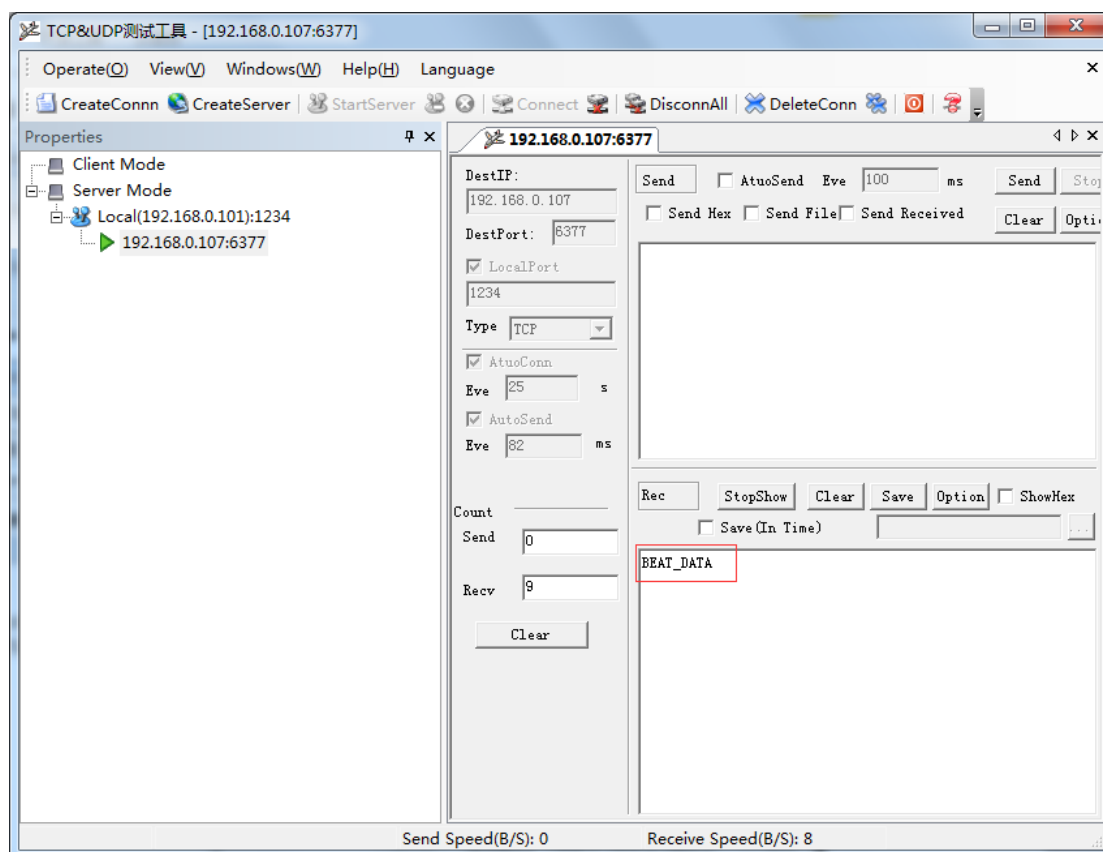 TCP&UDP测试工具 - [192.168.0.107:6377]
Operate(O) View(V) Windows(W) Help(H) Language
CreateConnn CreateServer StartServer Connect DisconnAll DeleteConn
Properties
Client Mode
Server Mode
Local(192.168.0.101):1234
192.168.0.107:6377
192.168.0.107:6377
DestIP:
192.168.0.107
DestPort: 6377
LocalPort
1234
Type TCP
AtuoConn
Eve 25 s
AutoSend
Eve 82 ms
Count
Send 0
Recv 9
Clear
Send AtuoSend Eve 100 ms Send Stop
Send Hex Send File Send Received Clear Opti
Rec StopShow Clear Save Option ShowHex
Save(In Time) ...
BEAT_DATA
Send Speed(B/S): 0 Receive Speed(B/S): 8